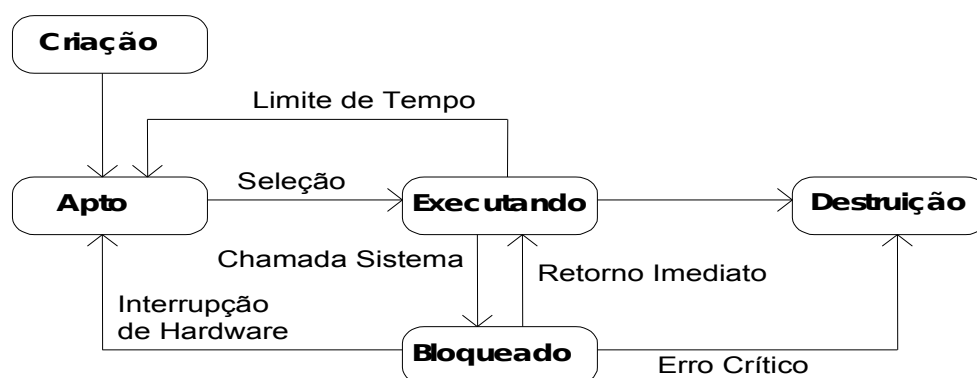 Criação
Limite de Tempo
Seleção
Apto
Executando
Destruição
Chamada Sistema
Retorno Imediato
Interrupção
de Hardware
Bloqueado
Erro Crítico